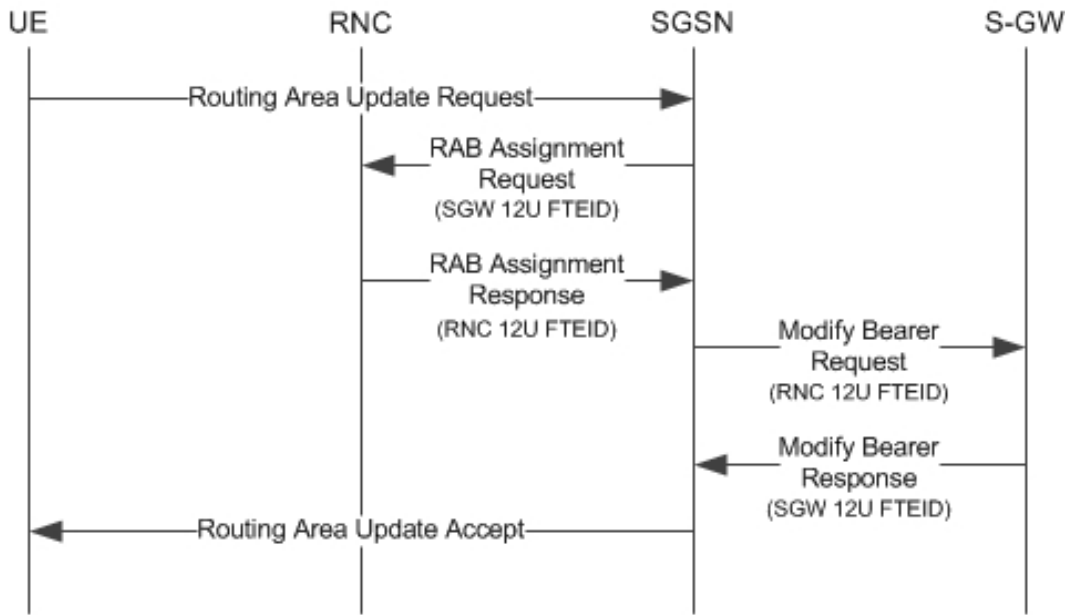 UE RNC SGSN S-GW
Routing Area Update Request
RAB Assignment
Request
(SGW 12U FTEID)
RAB Assignment
Response
(RNC 12U FTEID)
Modify Bearer
Request
(RNC 12U FTEID)
Modify Bearer
Response
(SGW 12U FTEID)
Routing Area Update Accept